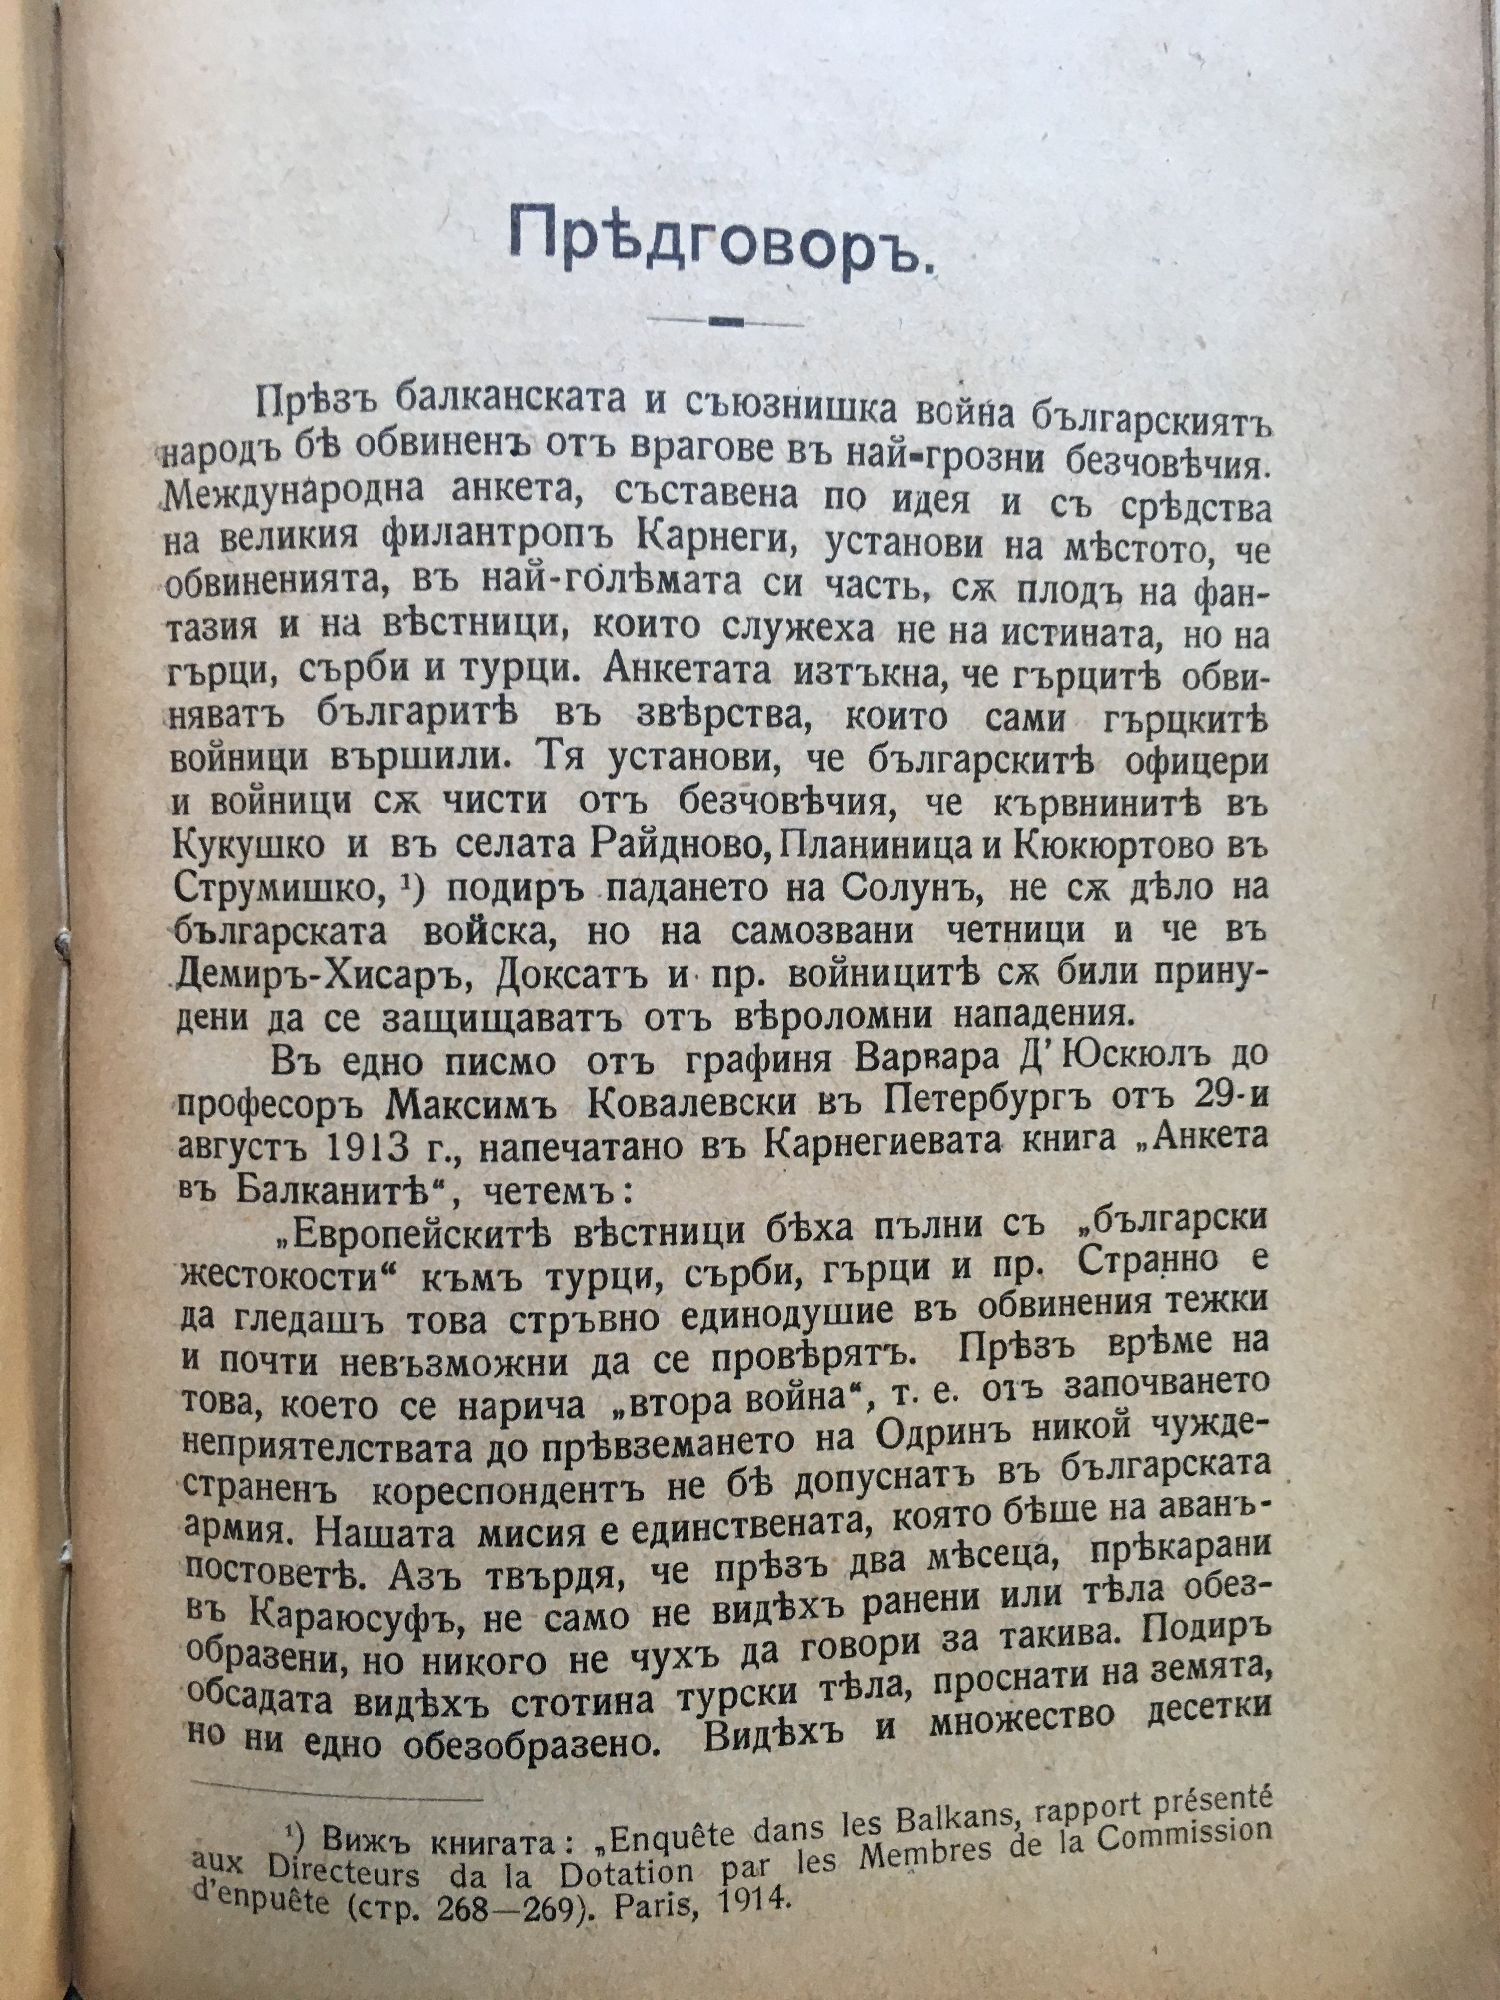 Прѣдговоръ.
Прѣзъ балканската и съюзнишка война българскиятъ
народъ бѣ обвиненъ отъ врагове въ най-грозни безчовѣчия.
Международна анкета, съставена по идея и съ срѣдства
на великия филантропъ Карнеги, установи на мѣстото, че
обвиненията, въ най-голѣмата си часть, сѫ плодъ на фан-
тазия и на вѣстници, които служеха не на истината, но на
гърци, сърби и турци. Анкетата изтъкна, че гърцитѣ обви-
няватъ българитѣ въ звѣрства, които сами гърцкитѣ
войници вършили. Тя установи, че българскитѣ офицери
и войници сѫ чисти отъ безчовѣчия, че кървнинитѣ въ
Кукушко и въ селата Райдново, Планиница и Кюкюртово въ
Струмишко, ¹) подиръ падането на Солунъ, не сѫ дѣло на
българската войска, но на самозвани четници и че въ
Демиръ-Хисаръ, Доксатъ и пр. войницитѣ сѫ били прину-
дени да се защищаватъ отъ вѣроломни нападения.
Въ едно писмо отъ графиня Варвара Д' Юскюлъ до
професоръ Максимъ Ковалевски въ Петербургъ отъ 29-и
августъ 1913 г., напечатано въ Карнегиевата книга „Анкета
въ Балканитѣ“, четемъ:
„Европейскитѣ вѣстници бѣха пълни съ „български
жестокости“ към​ъ турци, сърби, гърци и пр. Странно е
да гледашъ това стръвно единодушие въ обвинения тежки
и почти невъзможни да се провѣрятъ. Прѣзъ врѣме на
това, което се нарича „втора война“, т. е. отъ започването
неприятелствата до прѣвземането на Одринъ никой чужде-
страненъ кореспондентъ не бѣ допуснатъ въ българската
армия. Нашата мисия е единствената, която бѣше на аванъ-
постоветѣ. Азъ твърдя, че прѣзъ два мѣсеца, прѣкарани
въ Караюсуфъ, не само не видѣхъ ранени или тѣла обез-
образени, но никого не чухъ да говори за такива. Подиръ
обсадата видѣхъ стотина турски тѣла, проснати на земята,
но ни едно обезобразено. Видѣхъ и множество десетки
¹) Вижъ книгата: „Enquête dans les Balkans, rapport présenté
aux Directeurs da la Dotation par les Membres de la Commission
d'enpuête (стр. 268—269). Paris, 1914.